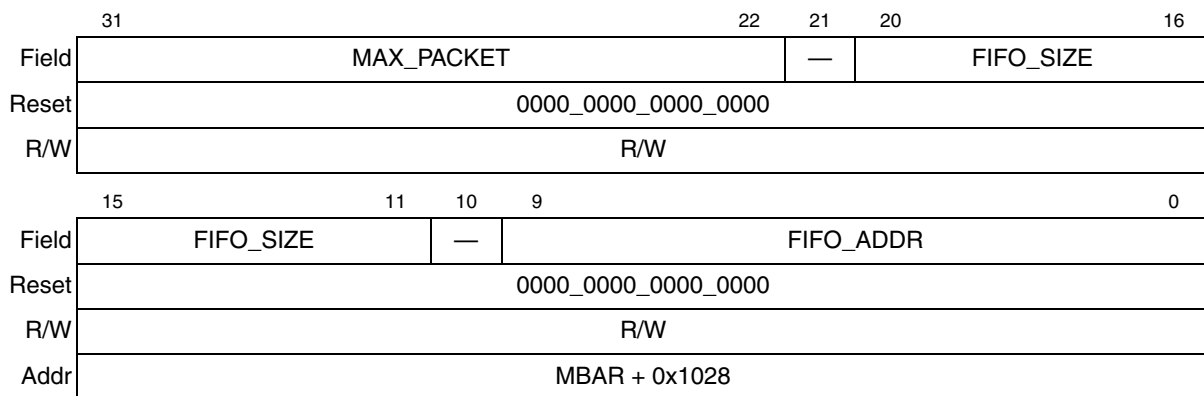 31 22 21 20 16
Field MAX_PACKET — FIFO_SIZE
Reset 0000_0000_0000_0000
R/W R/W
15 11 10 9 0
Field FIFO_SIZE — FIFO_ADDR
Reset 0000_0000_0000_0000
R/W R/W
Addr MBAR + 0x1028